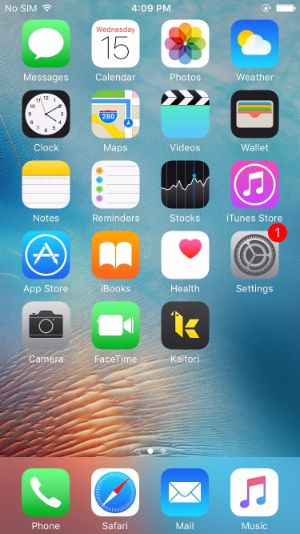 No SIM 4:09 PM
Wednesday
15
Messages Calendar Photos Weather
280
Clock Maps Videos Wallet
Notes Reminders Stocks iTunes Store
1
App Store iBooks Health Settings
Camera FaceTime Kaitori
Phone Safari Mail Music